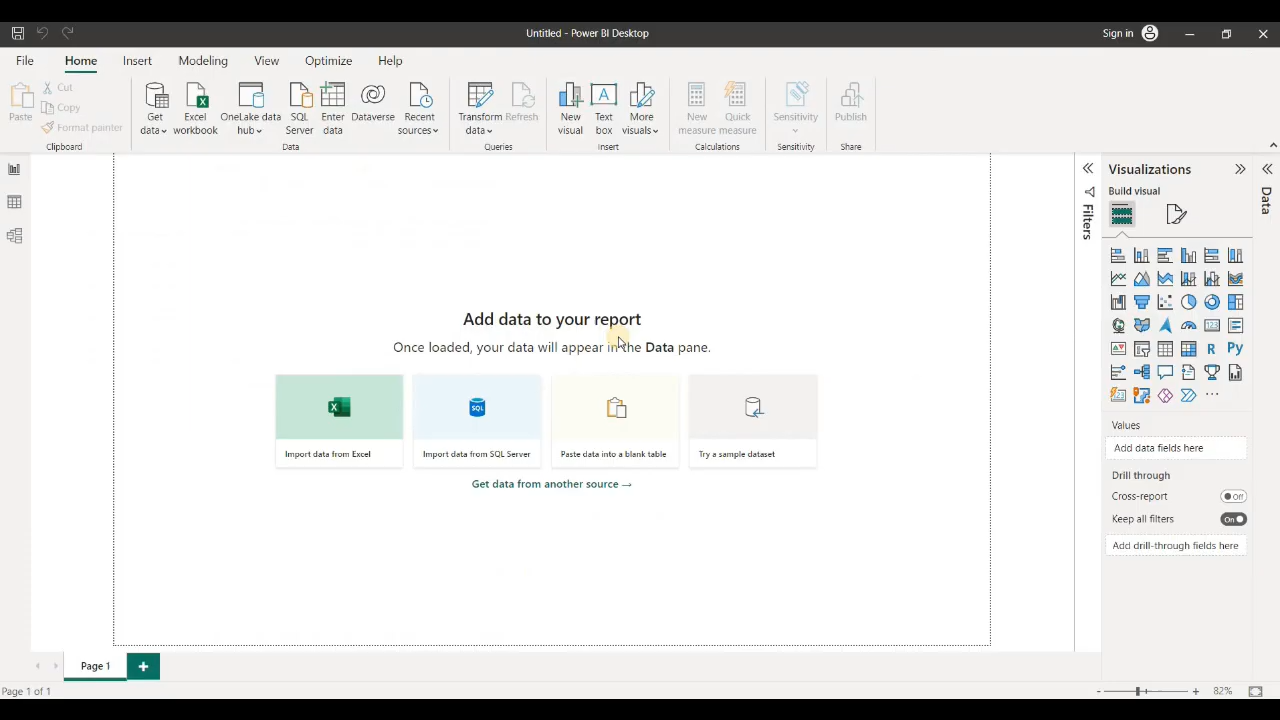 Untitled - Power BI Desktop
Sign in
File Home Insert Modeling View Optimize Help
Paste
Cut
Copy
Format painter
Clipboard
Get data
Excel workbook
OneLake data hub
SQL Server
Enter data
Dataverse
Recent sources
Data
Transform data
Refresh
Queries
New visual
Text box
More visuals
Insert
New measure
Quick measure
Calculations
Sensitivity
Sensitivity
Publish
Share
Add data to your report
Once loaded, your data will appear in the Data pane.
SQL
Import data from Excel
Import data from SQL Server
Paste data into a blank table
Try a sample dataset
Get data from another source →
Filters
Visualizations
Build visual
R
Py
Values
Add data fields here
Drill through
Cross-report
Off
Keep all filters
On
Add drill-through fields here
Data
Page 1
Page 1 of 1
- + 82%